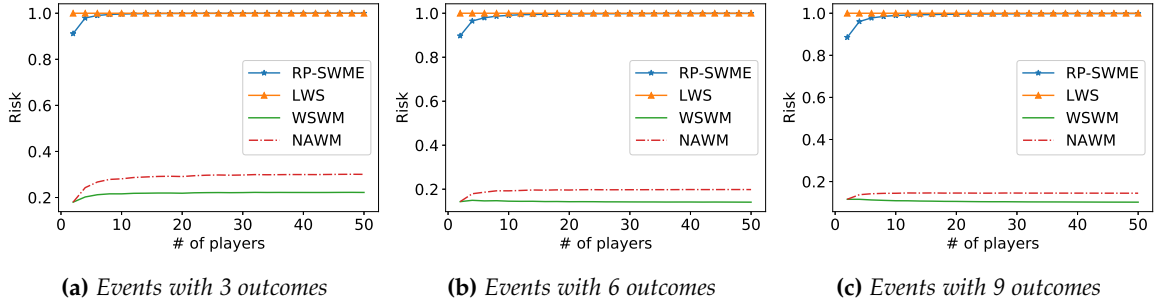 1.0
0.8
0.6
0.4
0.2
Risk
RP-SWME
LWS
WSWM
NAWM
0 10 20 30 40 50
# of players
(a) Events with 3 outcomes
1.0
0.8
0.6
0.4
0.2
Risk
RP-SWME
LWS
WSWM
NAWM
0 10 20 30 40 50
# of players
(b) Events with 6 outcomes
1.0
0.8
0.6
0.4
0.2
Risk
RP-SWME
LWS
WSWM
NAWM
0 10 20 30 40 50
# of players
(c) Events with 9 outcomes